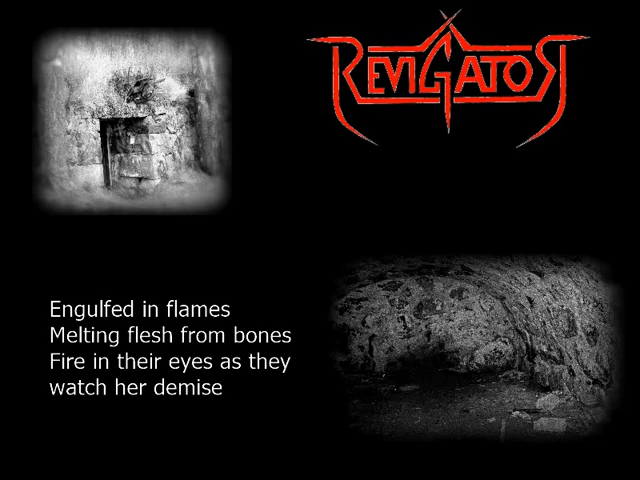 REVIGATOR
Engulfed in flames
Melting flesh from bones
Fire in their eyes as they
watch her demise